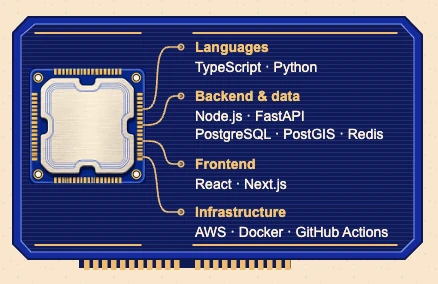 Languages
TypeScript · Python
Backend & data
Node.js · FastAPI
PostgreSQL · PostGIS · Redis
Frontend
React · Next.js
Infrastructure
AWS · Docker · GitHub Actions